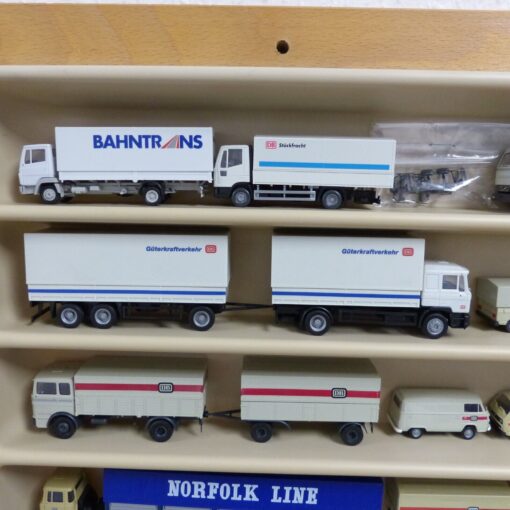 BAHNTRANS
DB Stückfracht
Güterkraftverkehr DB
Güterkraftverkehr DB
DB
DB
NORFOLK LINE